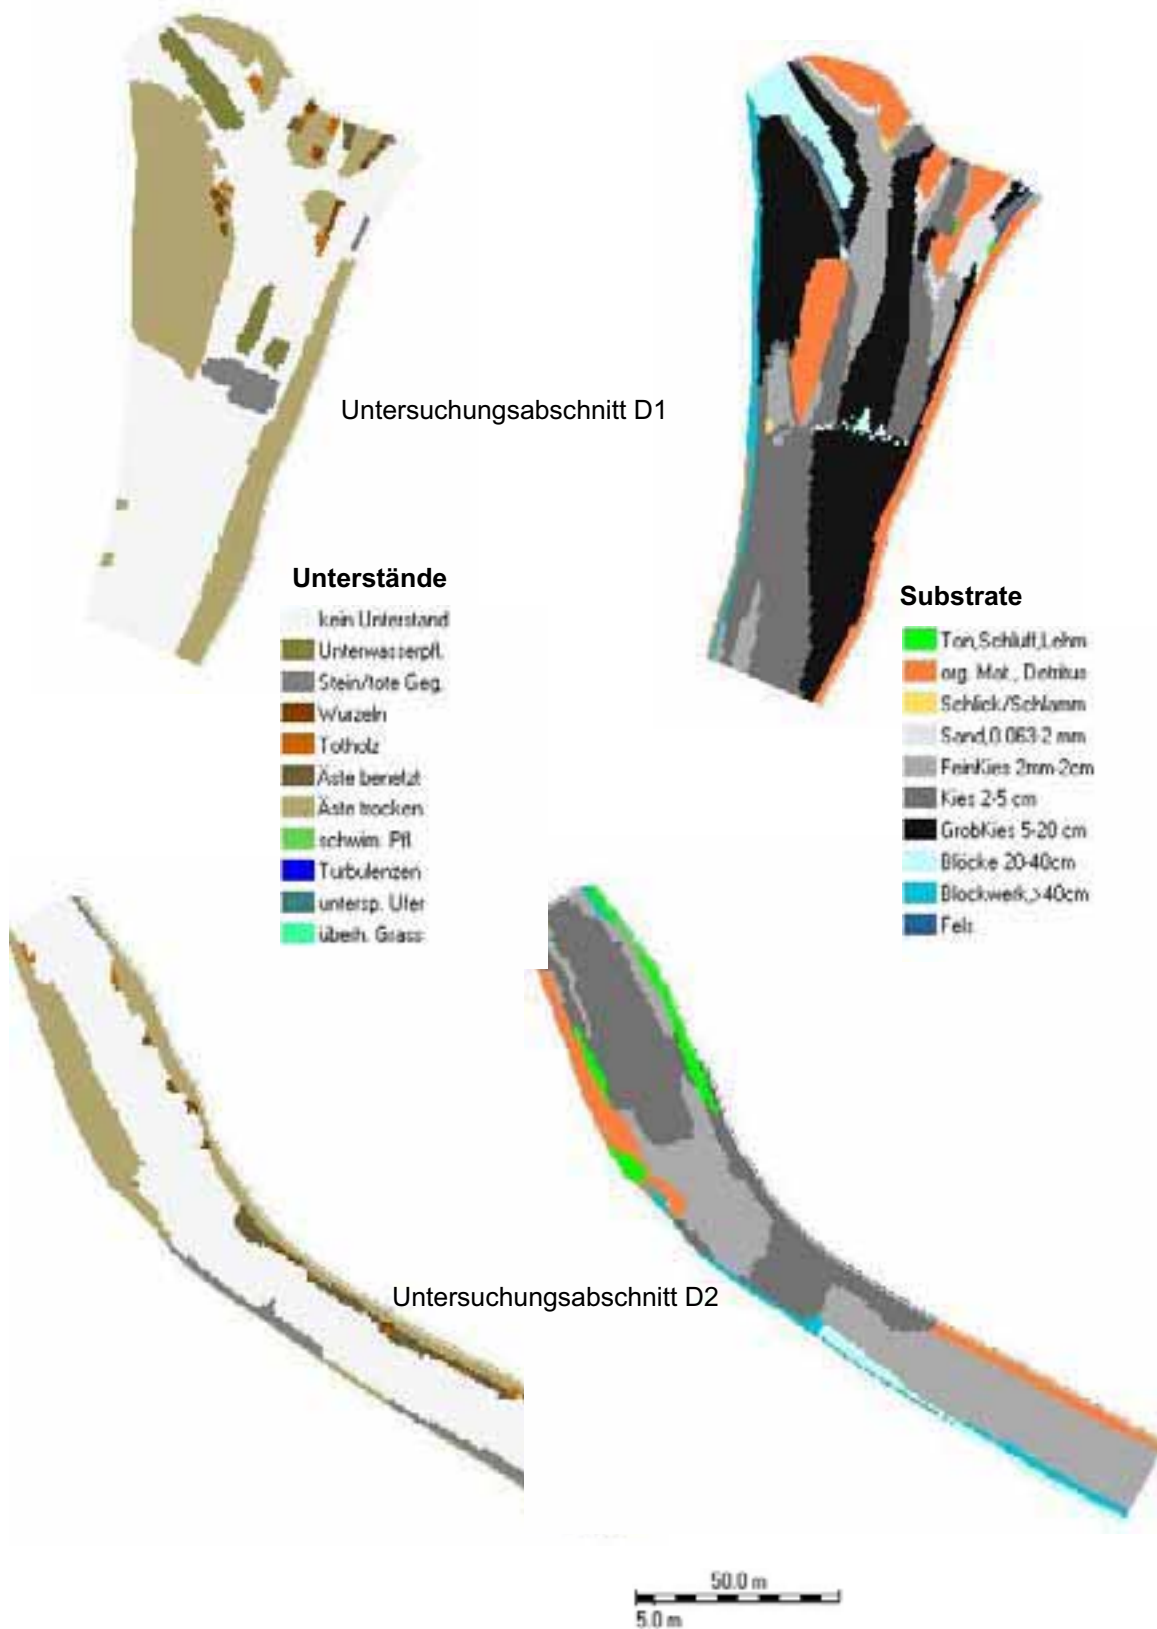 Untersuchungsabschnitt D1
Unterstände
kein Unterstand
Unterwasserpfl.
Stein/tote Geg.
Wurzeln
Totholz
Äste benetzt
Äste trocken
schwim. Pfl.
Turbulenzen
untersp. Ufer
überh. Grass
Substrate
Ton,Schluff,Lehm
org. Mat., Detritus
Schlick/Schlamm
Sand,0.063-2 mm
FeinKies 2mm-2cm
Kies 2-5 cm
GrobKies 5-20 cm
Blöcke 20-40cm
Blockwerk,>40cm
Fels
Untersuchungsabschnitt D2
50.0 m
5.0 m